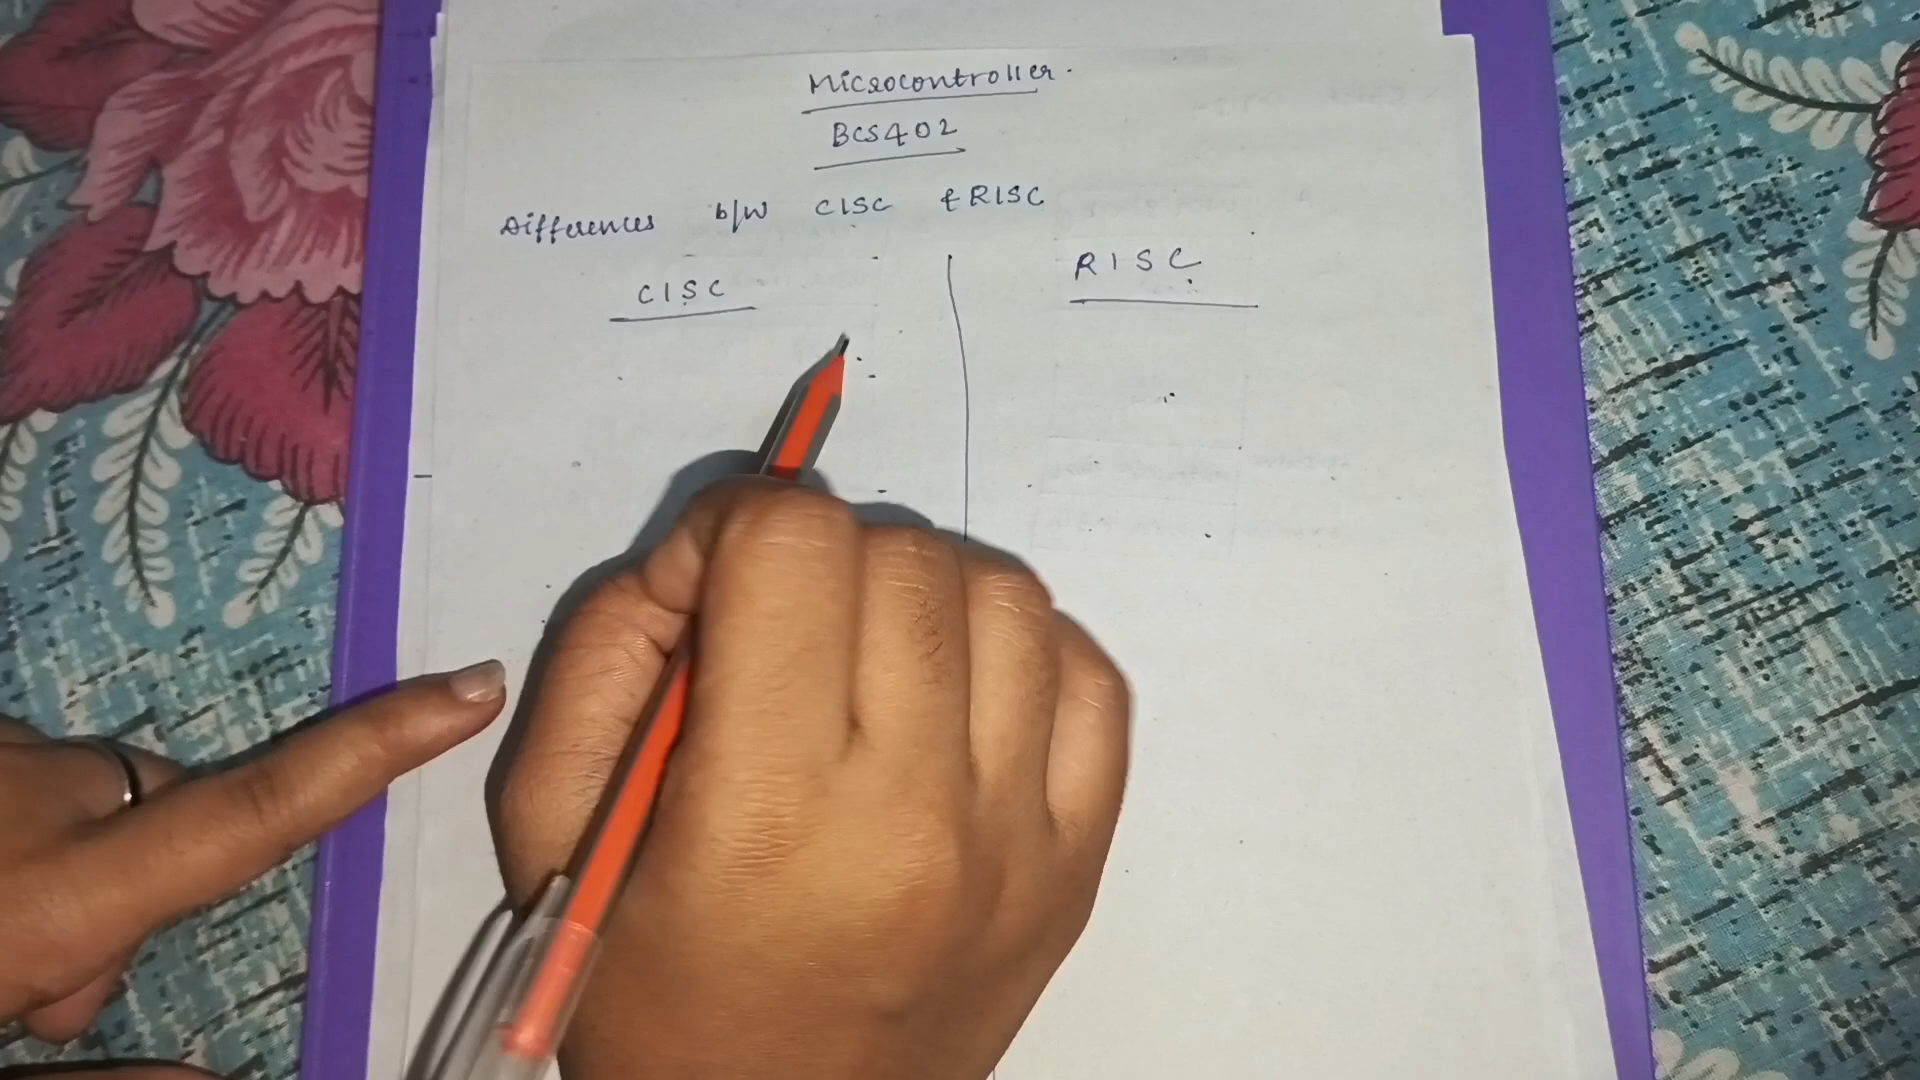 Microcontroller.
BCS402
Differences b/w CISC & RISC
CISC
RISC